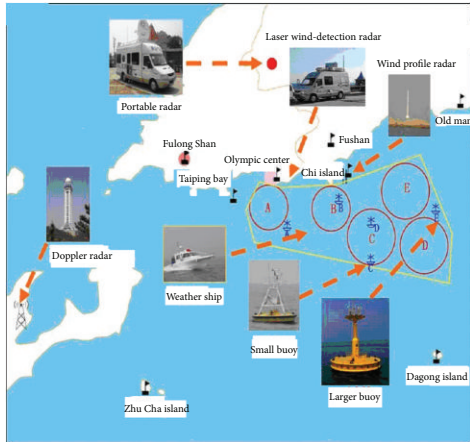 Laser wind-detection radar
Wind profile radar
Portable radar
Old man
Fushan
Fulong Shan
Olympic center
Chi island
Taiping bay
A
B
C
D
E
D
C
Doppler radar
Weather ship
Small buoy
Larger buoy
Dagong island
Zhu Cha island